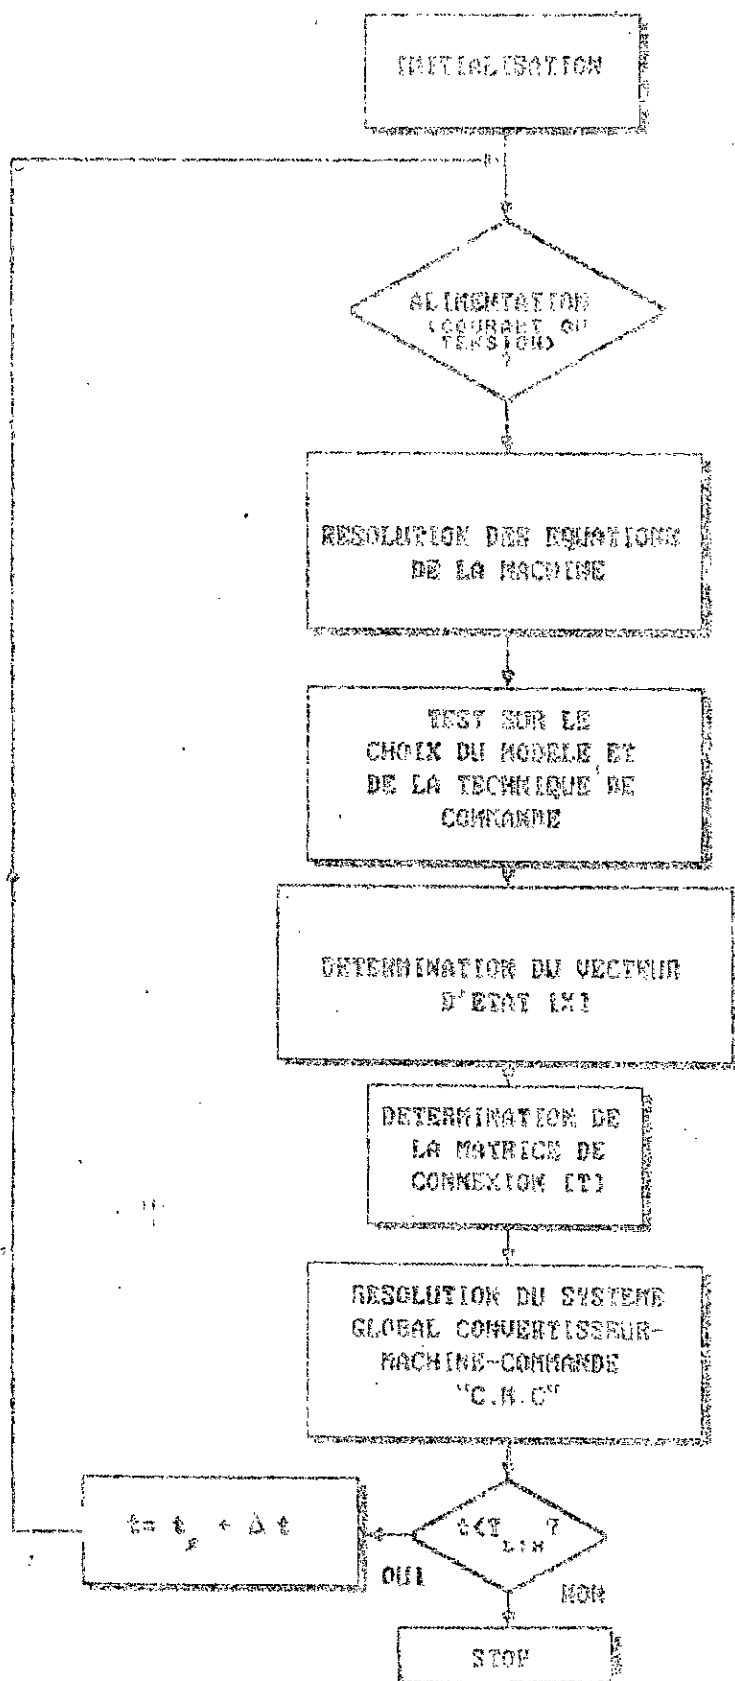 INITIALISATION
ALIMENTATION
(COURANT OU
TENSION)
?
RESOLUTION DES EQUATIONS
DE LA MACHINE
TEST SUR LE
CHOIX DU MODELE ET
DE LA TECHNIQUE DE
COMMANDE
DETERMINATION DU VECTEUR
D'ETAT [X]
DETERMINATION DE
LA MATRICE DE
CONNEXION [T]
RESOLUTION DU SYSTEME
GLOBAL CONVERTISSEUR-
MACHINE-COMMANDE
"C.M.C"
t<T LIM ?
t= t + Δ t
OUI
NON
STOP